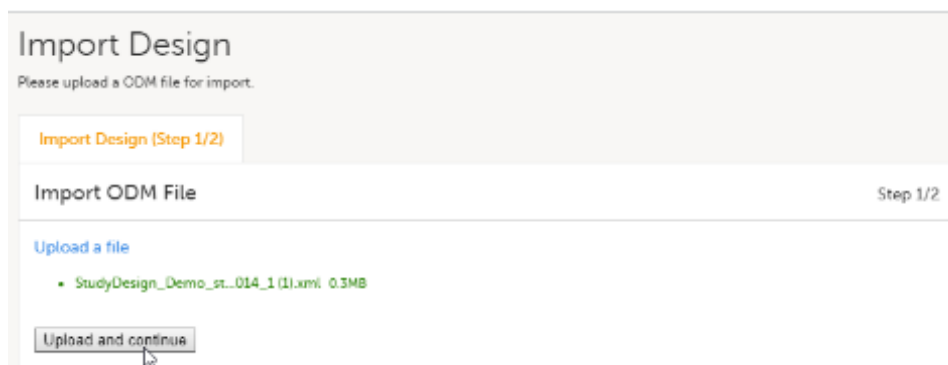 Import Design
Please upload a ODM file for import.
Import Design (Step 1/2)
Import ODM File Step 1/2
Upload a file
StudyDesign_Demo_st...014_1 (1).xml 0.3MB
Upload and continue